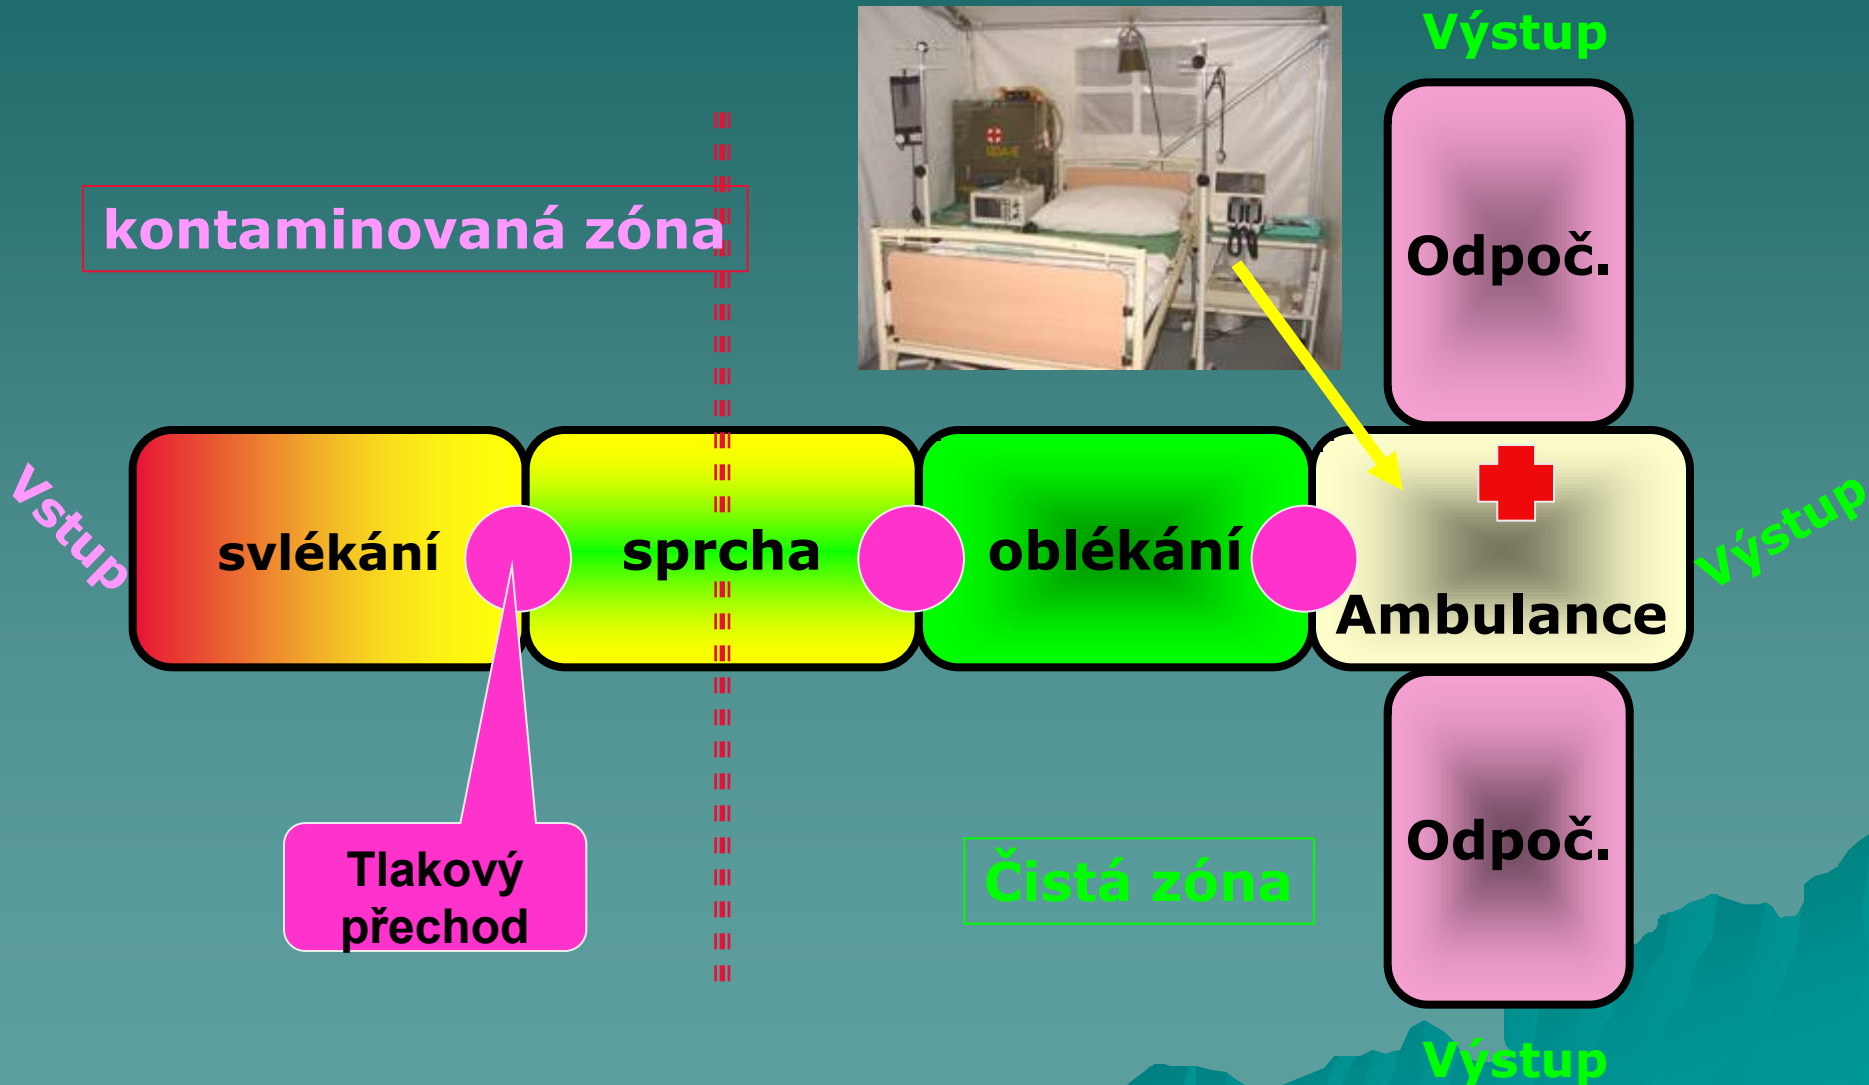 Výstup
kontaminovaná zóna
Odpoč.
Vstup
svlékání
sprcha
oblékání
Ambulance
Výstup
Tlakový
přechod
Čistá zóna
Odpoč.
Výstup